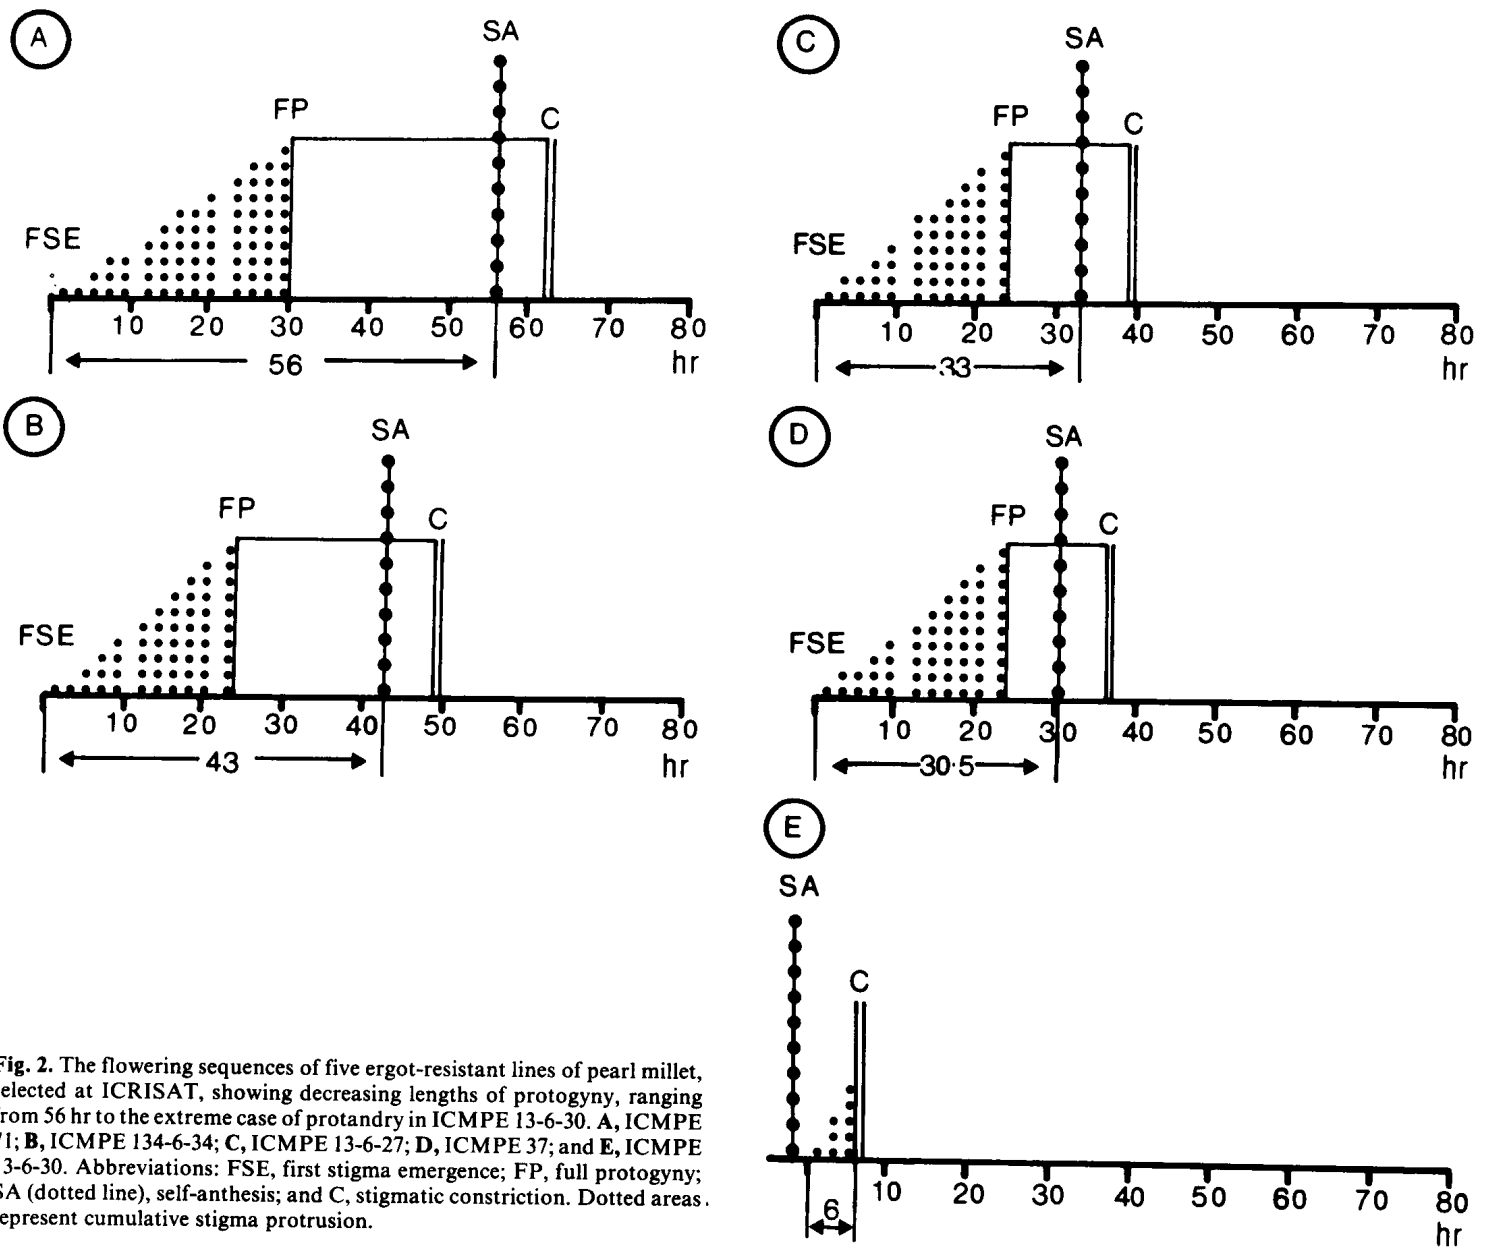 A
SA
FP
C
FSE
10 20 30 40 50 60 70 80
56
hr
B
SA
FP
C
FSE
10 20 30 40 50 60 70 80
43
hr
C
SA
FP
C
FSE
10 20 30 40 50 60 70 80
33
hr
D
SA
FP
C
FSE
10 20 30 40 50 60 70 80
30·5
hr
E
SA
C
10 20 30 40 50 60 70 80
6
hr
ig. 2. The flowering sequences of five ergot-resistant lines of pearl millet,
elected at ICRISAT, showing decreasing lengths of protogyny, ranging
rom 56 hr to the extreme case of protandry in ICMPE 13-6-30. A, ICMPE
71; B, ICMPE 134-6-34; C, ICMPE 13-6-27; D, ICMPE 37; and E, ICMPE
3-6-30. Abbreviations: FSE, first stigma emergence; FP, full protogyny;
SA (dotted line), self-anthesis; and C, stigmatic constriction. Dotted areas
epresent cumulative stigma protrusion.